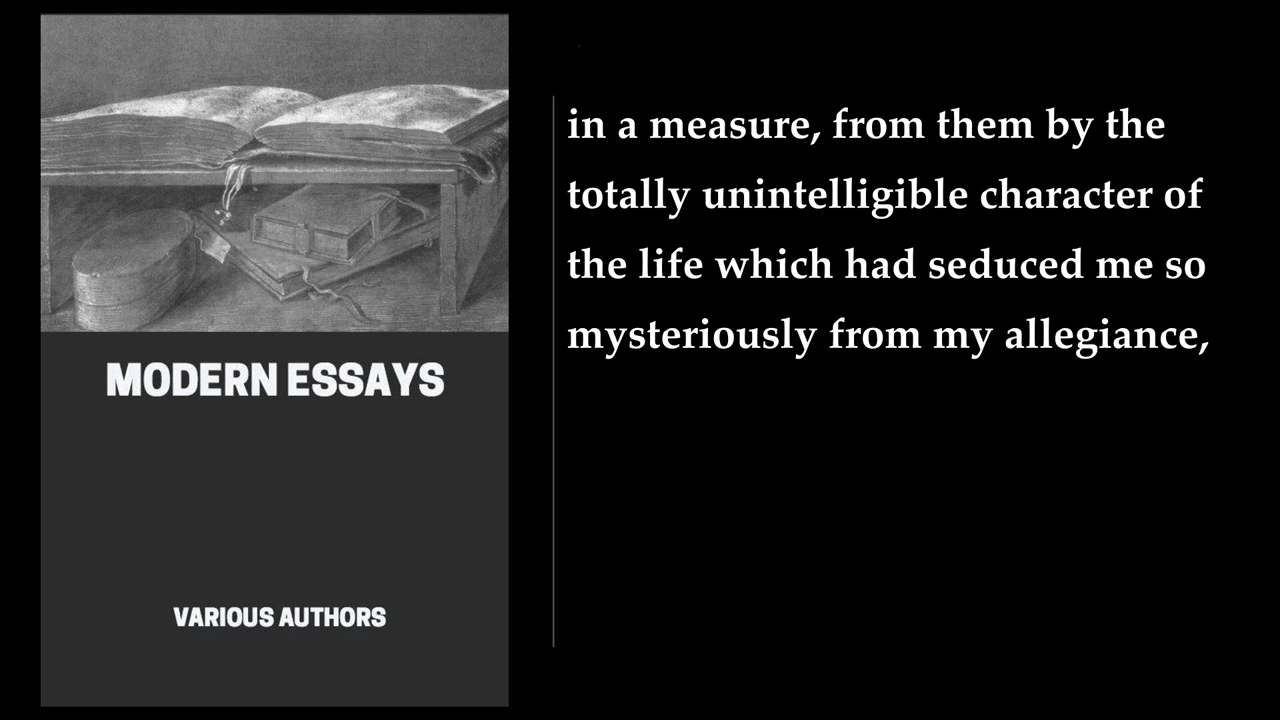 MODERN ESSAYS
VARIOUS AUTHORS
in a measure, from them by the
totally unintelligible character of
the life which had seduced me so
mysteriously from my allegiance,